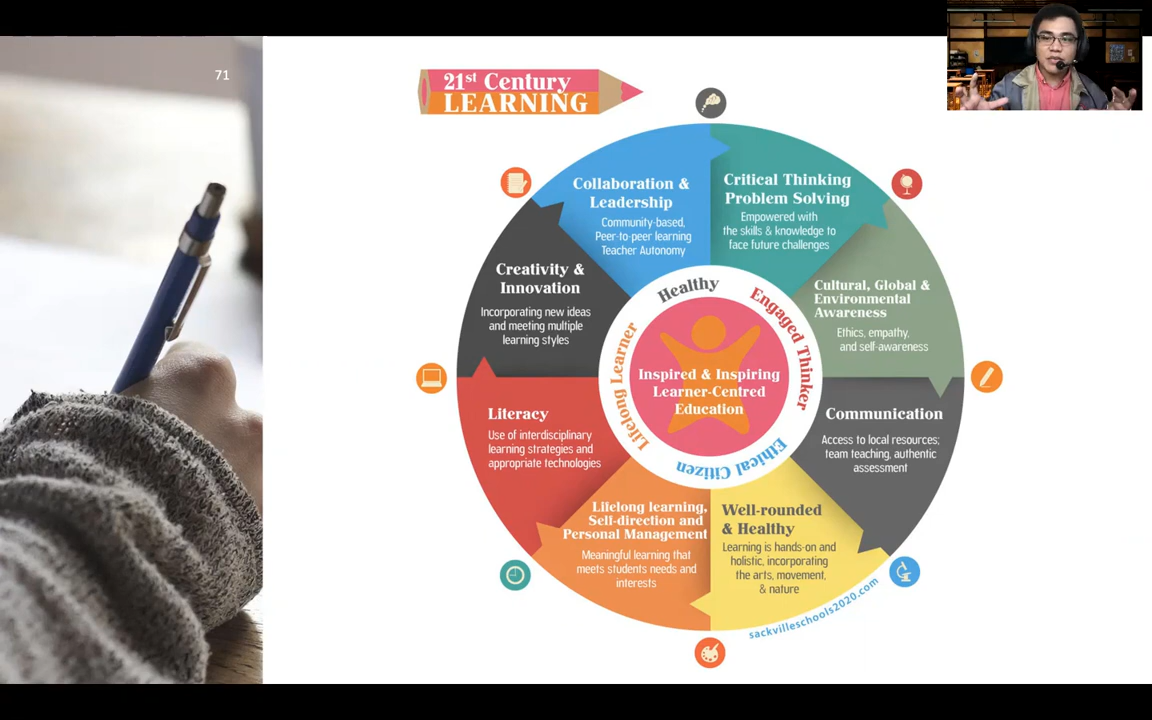 71
21st Century
LEARNING
Collaboration &
Leadership
Community-based,
Peer-to-peer learning
Teacher Autonomy
Critical Thinking
Problem Solving
Empowered with
the skills & knowledge to
face future challenges
Cultural, Global &
Environmental
Awareness
Ethics, empathy,
and self-awareness
Communication
Access to local resources;
team teaching, authentic
assessment
Well-rounded
& Healthy
Learning is hands-on and
holistic, incorporating
the arts, movement,
& nature
Lifelong learning,
Self-direction and
Personal Management
Meaningful learning that
meets students needs and
interests
Literacy
Use of interdisciplinary
learning strategies and
appropriate technologies
Creativity &
Innovation
Incorporating new ideas
and meeting multiple
learning styles
Healthy
Engaged Thinker
Ethical Citizen
Lifelong Learner
Inspired & Inspiring
Learner-Centred
Education
sackvilleschools2020.com